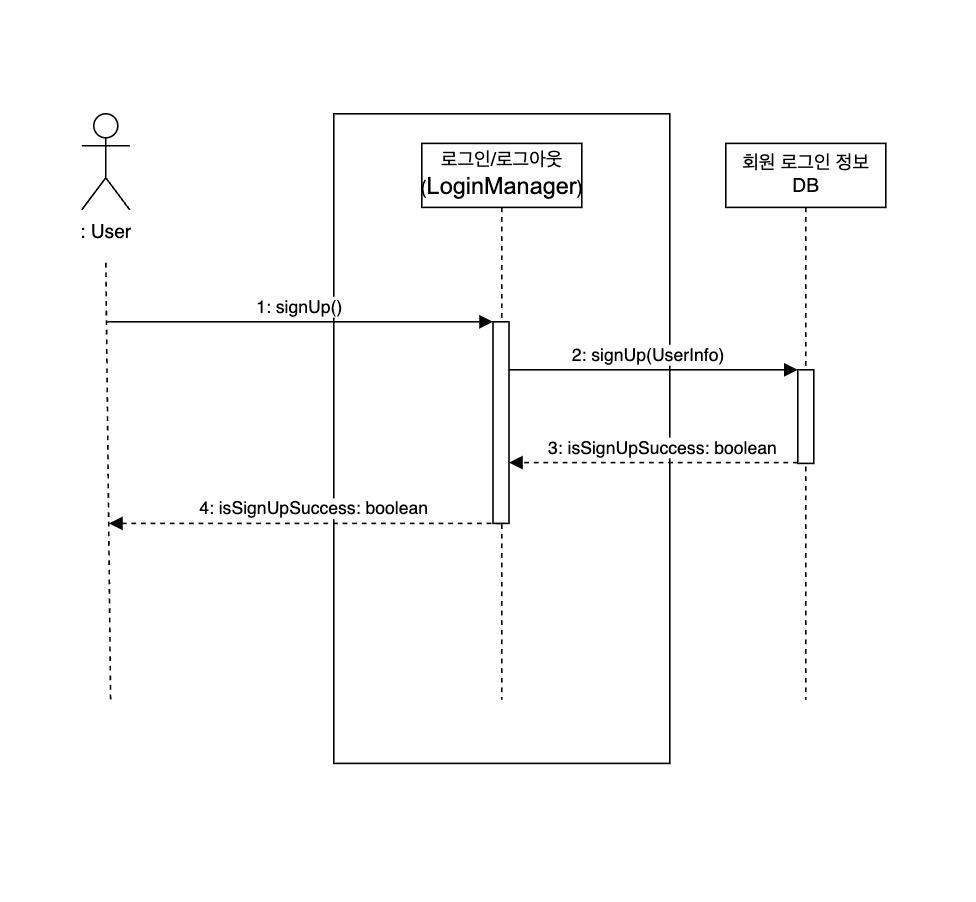 로그인/로그아웃
(LoginManager)
회원 로그인 정보
DB
: User
1: signUp()
2: signUp(UserInfo)
3: isSignUpSuccess: boolean
4: isSignUpSuccess: boolean